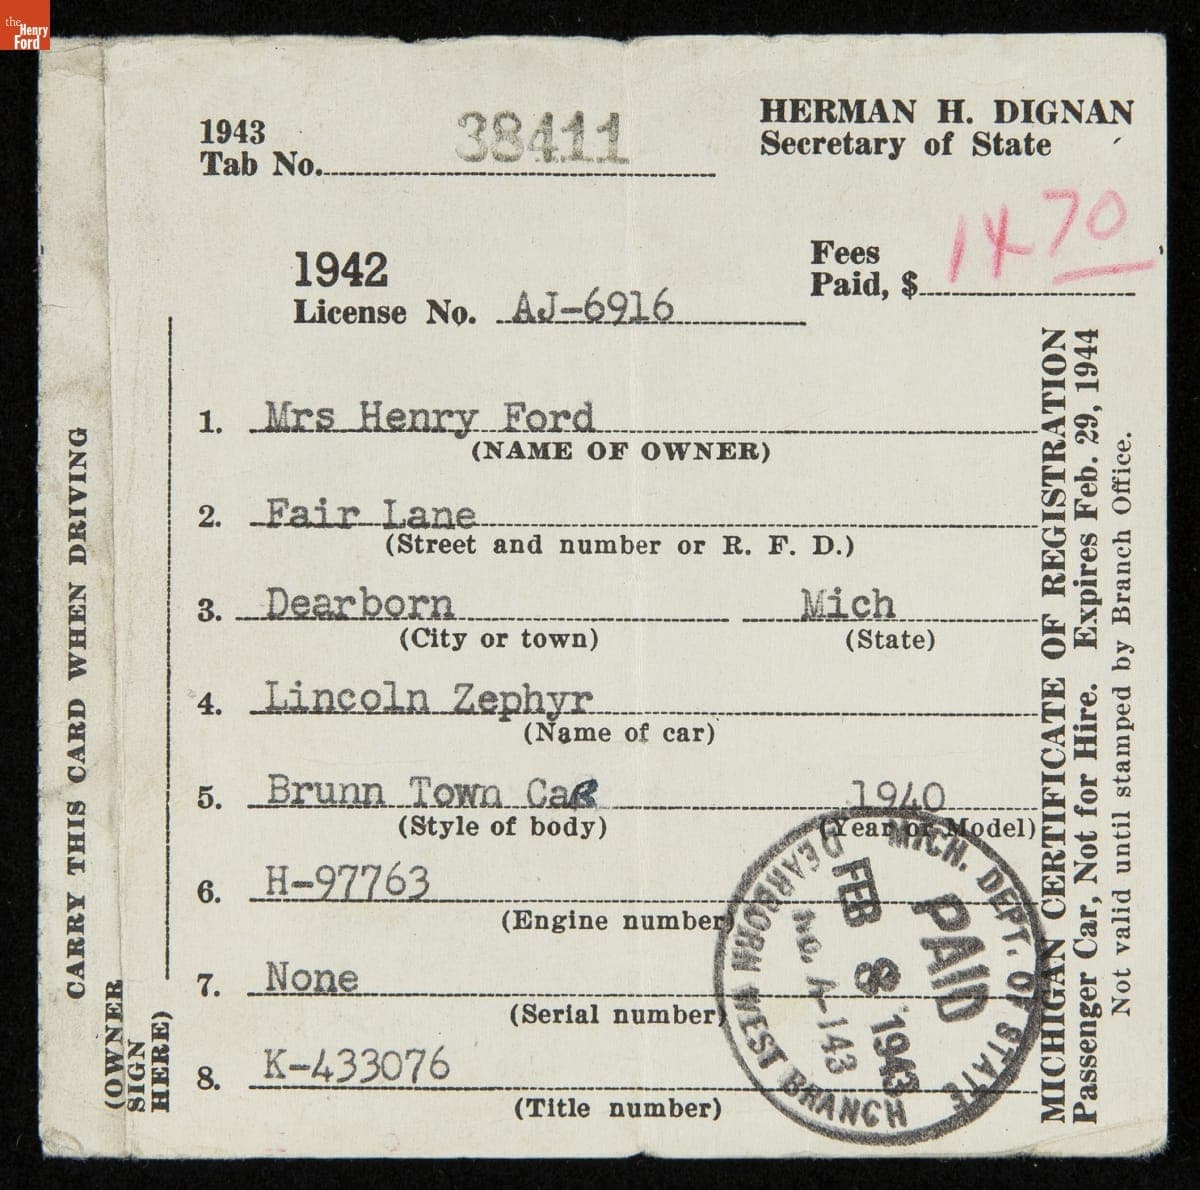 the
Henry
Ford
1943
Tab No. 38411
HERMAN H. DIGNAN
Secretary of State
1942
License No. AJ-6916
Fees
Paid, $ 14 70
1. Mrs Henry Ford
(NAME OF OWNER)
2. Fair Lane
(Street and number or R. F. D.)
3. Dearborn Mich
(City or town) (State)
4. Lincoln Zephyr
(Name of car)
5. Brunn Town CaR 1940
(Style of body) (Year or Model)
6. H-97763
(Engine number)
7. None
(Serial number)
8. K-433076
(Title number)
MICH. DEPT. OF STATE
PAID
FEB 8 1943
No. A-143
DEARBORN WEST BRANCH
CARRY THIS CARD WHEN DRIVING
(OWNER
SIGN
HERE)
MICHIGAN CERTIFICATE OF REGISTRATION
Passenger Car, Not for Hire. Expires Feb. 29, 1944
Not valid until stamped by Branch Office.